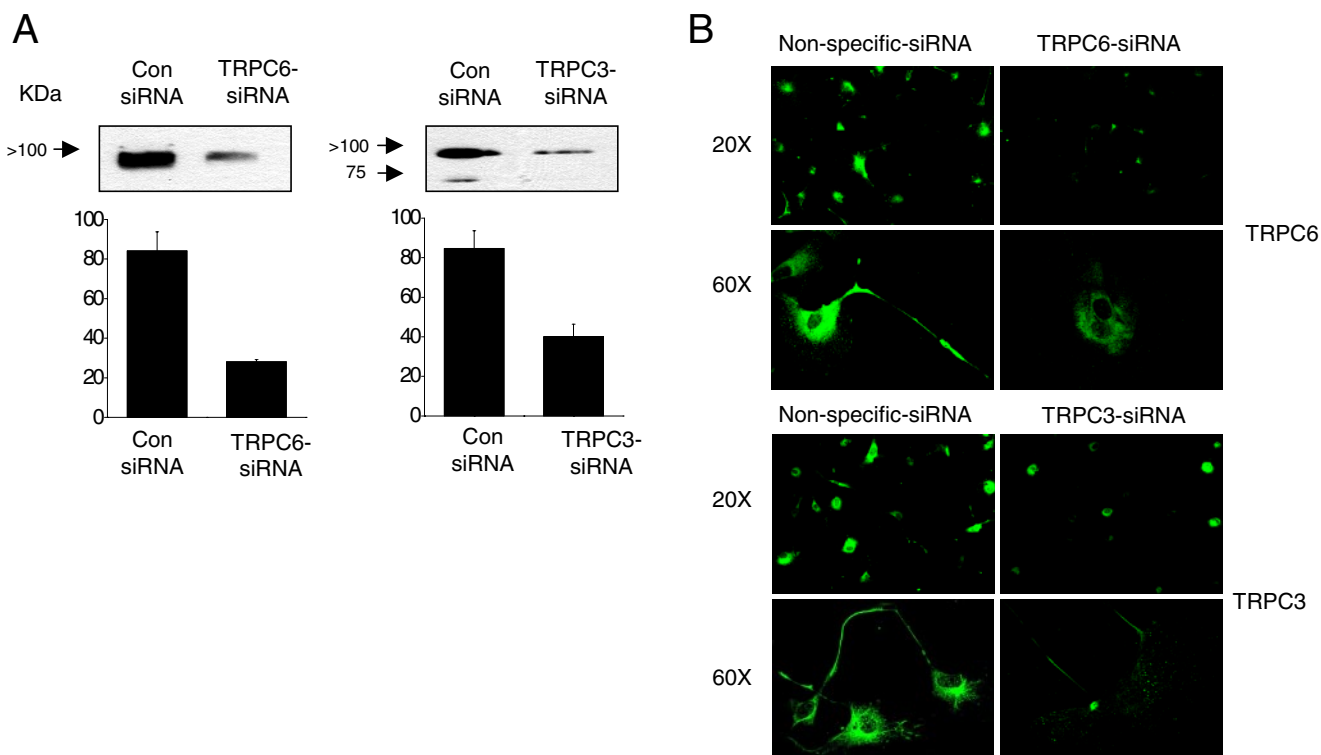 A
KDa
Con
siRNA
TRPC6-
siRNA
>100
100
80
60
40
20
0
Con
siRNA
TRPC6-
siRNA
Con
siRNA
TRPC3-
siRNA
>100
75
100
80
60
40
20
0
Con
siRNA
TRPC3-
siRNA
B
Non-specific-siRNA
TRPC6-siRNA
20X
60X
TRPC6
Non-specific-siRNA
TRPC3-siRNA
20X
60X
TRPC3